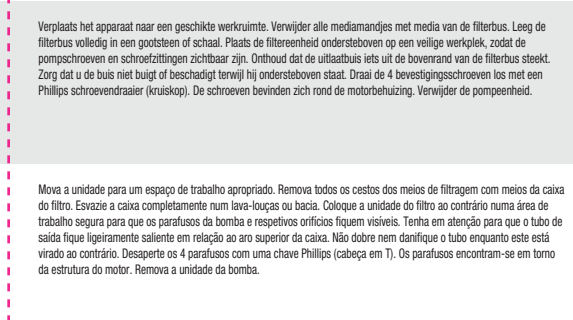 Verplaats het apparaat naar een geschikte werkruimte. Verwijder alle mediamandjes met media van de filterbus. Leeg de
filterbus volledig in een gootsteen of schaal. Plaats de filtereenheid ondersteboven op een veilige werkplek, zodat de
pompschroeven en schroefzittingen zichtbaar zijn. Onthoud dat de uitlaatbuis iets uit de bovenrand van de filterbus steekt.
Zorg dat u de buis niet buigt of beschadigt terwijl hij ondersteboven staat. Draai de 4 bevestigingsschroeven los met een
Phillips schroevendraaier (kruiskop). De schroeven bevinden zich rond de motorbehuizing. Verwijder de pompeenheid.
Mova a unidade para um espaço de trabalho apropriado. Remova todos os cestos dos meios de filtragem com meios da caixa
do filtro. Esvazie a caixa completamente num lava-louças ou bacia. Coloque a unidade do filtro ao contrário numa área de
trabalho segura para que os parafusos da bomba e respetivos orifícios fiquem visíveis. Tenha em atenção para que o tubo de
saída fique ligeiramente saliente em relação ao aro superior da caixa. Não dobre nem danifique o tubo enquanto este está
virado ao contrário. Desaperte os 4 parafusos com uma chave Phillips (cabeça em T). Os parafusos encontram-se em torno
da estrutura do motor. Remova a unidade da bomba.